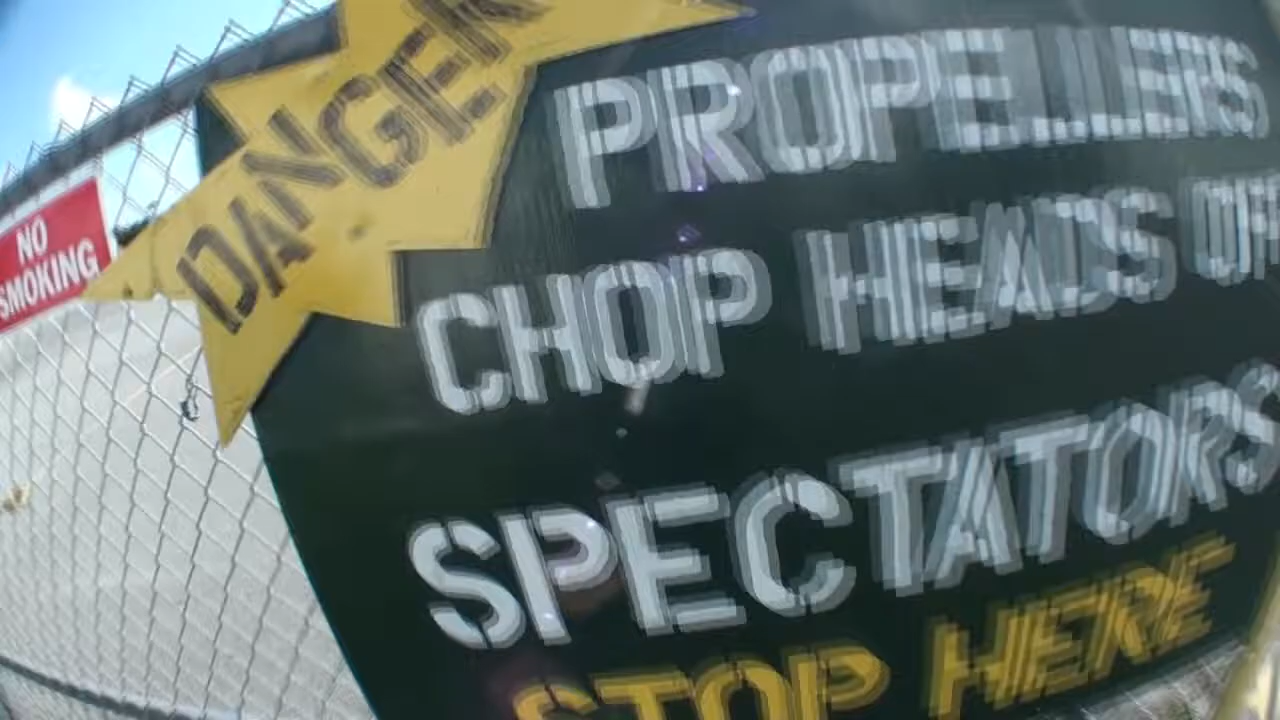 DANGER
NO
SMOKING
PROPELLERS
CHOP HEADS
SPECTATORS
STOP HERE